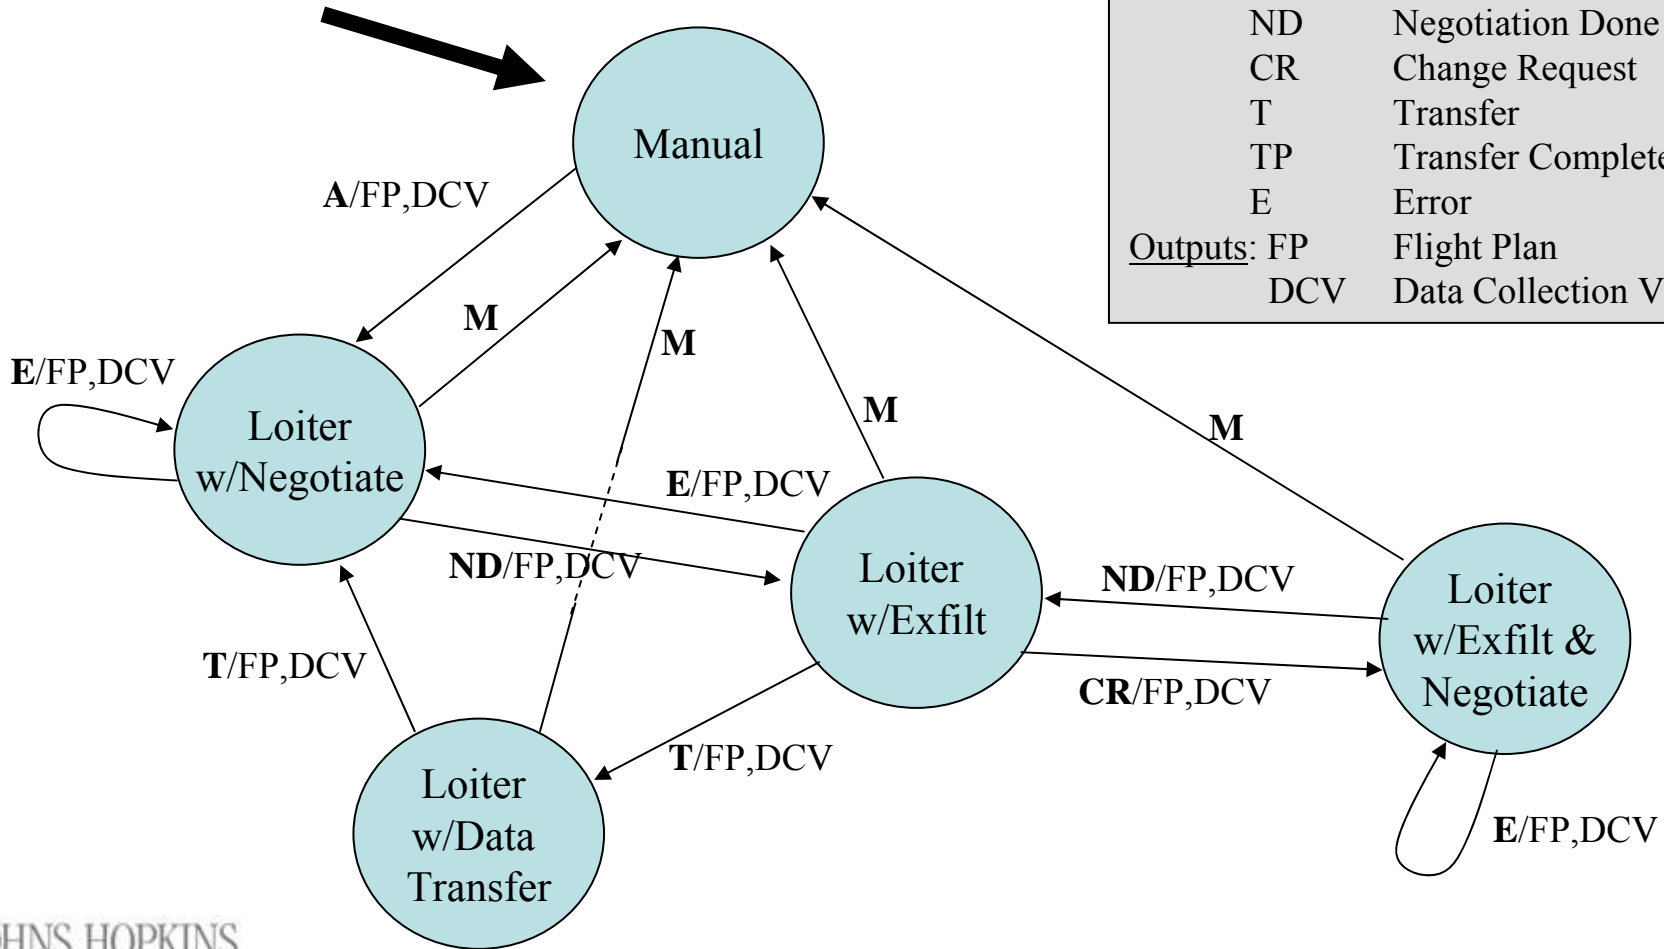 ND Negotiation Done
CR Change Request
T Transfer
TP Transfer Complete
E Error
Outputs: FP Flight Plan
DCV Data Collection V
Manual
A/FP,DCV
M
M
M
M
E/FP,DCV
Loiter
w/Negotiate
E/FP,DCV
ND/FP,DCV
Loiter
w/Exfilt
ND/FP,DCV
CR/FP,DCV
Loiter
w/Exfilt &
Negotiate
T/FP,DCV
T/FP,DCV
Loiter
w/Data
Transfer
E/FP,DCV
HNS HOPKINS